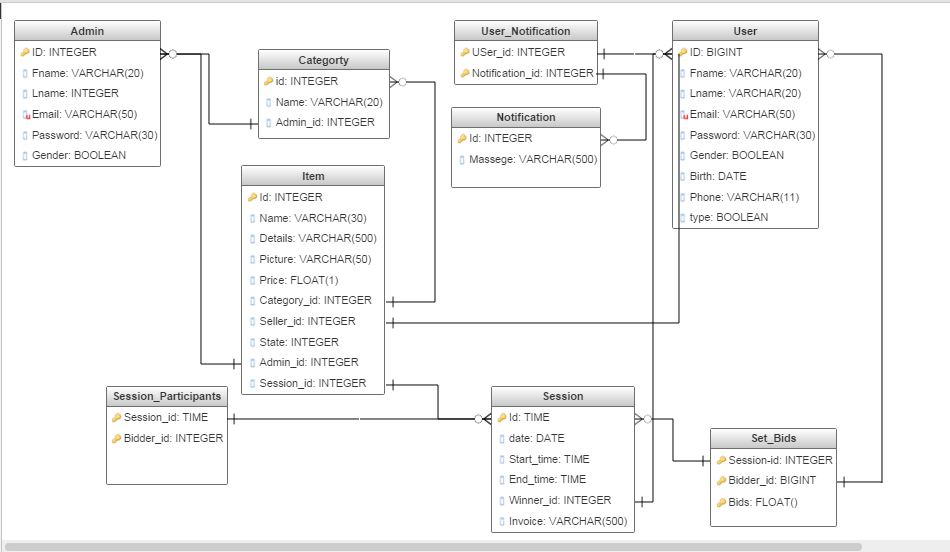 Admin
ID: INTEGER
Fname: VARCHAR(20)
Lname: INTEGER
Email: VARCHAR(50)
Password: VARCHAR(30)
Gender: BOOLEAN
Categorty
id: INTEGER
Name: VARCHAR(20)
Admin_id: INTEGER
User_Notification
USer_id: INTEGER
Notification_id: INTEGER
Notification
Id: INTEGER
Massege: VARCHAR(500)
User
ID: BIGINT
Fname: VARCHAR(20)
Lname: VARCHAR(20)
Email: VARCHAR(50)
Password: VARCHAR(30)
Gender: BOOLEAN
Birth: DATE
Phone: VARCHAR(11)
type: BOOLEAN
Item
Id: INTEGER
Name: VARCHAR(30)
Details: VARCHAR(500)
Picture: VARCHAR(50)
Price: FLOAT(1)
Category_id: INTEGER
Seller_id: INTEGER
State: INTEGER
Admin_id: INTEGER
Session_id: INTEGER
Session_Participants
Session_id: TIME
Bidder_id: INTEGER
Session
Id: TIME
date: DATE
Start_time: TIME
End_time: TIME
Winner_id: INTEGER
Invoice: VARCHAR(500)
Set_Bids
Session-id: INTEGER
Bidder_id: BIGINT
Bids: FLOAT()